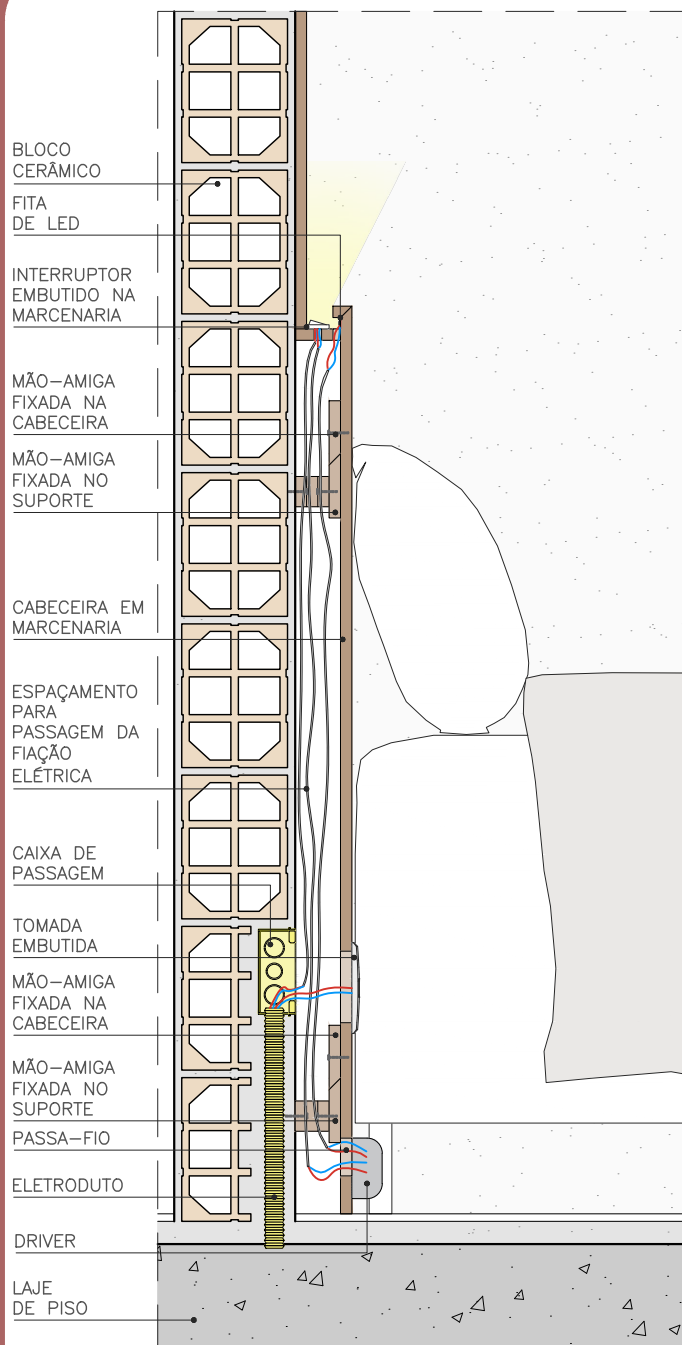 BLOCO
CERÂMICO
FITA
DE LED
INTERRUPTOR
EMBUTIDO NA
MARCENARIA
MÃO-AMIGA
FIXADA NA
CABECEIRA
MÃO-AMIGA
FIXADA NO
SUPORTE
CABECEIRA EM
MARCENARIA
ESPAÇAMENTO
PARA
PASSAGEM DA
FIAÇÃO
ELÉTRICA
CAIXA DE
PASSAGEM
TOMADA
EMBUTIDA
MÃO-AMIGA
FIXADA NA
CABECEIRA
MÃO-AMIGA
FIXADA NO
SUPORTE
PASSA-FIO
ELETRODUTO
DRIVER
LAJE
DE PISO